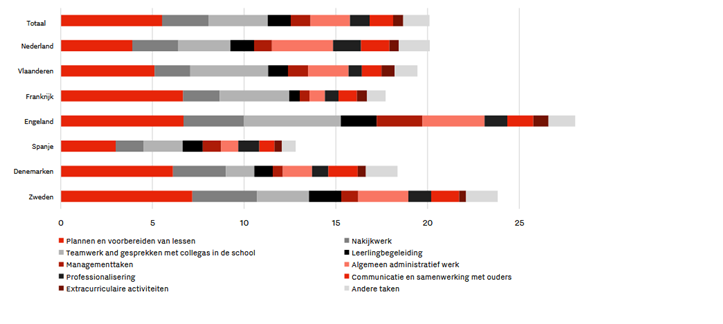 Totaal
Nederland
Vlaanderen
Frankrijk
Engeland
Spanje
Denemarken
Zweden
0 5 10 15 20 25
Plannen en voorbereiden van lessen
Nakijkwerk
Teamwerk and gesprekken met collegas in de school
Leerlingbegeleiding
Managementtaken
Algemeen administratief werk
Professionalisering
Communicatie en samenwerking met ouders
Extracurriculaire activiteiten
Andere taken